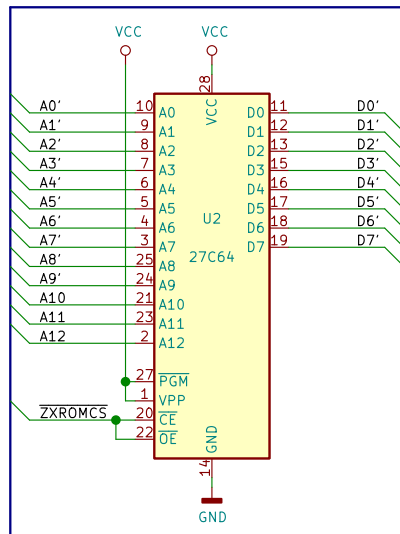 VCC VCC
28
VCC
A0' 10 A0 D0 11 D0'
A1' 9 A1 D1 12 D1'
A2' 8 A2 D2 13 D2'
A3' 7 A3 D3 15 D3'
A4' 6 A4 D4 16 D4'
A5' 5 A5 D5 17 D5'
A6' 4 A6 U2 D6 18 D6'
A7' 3 A7 D7 19 D7'
A8' 25 A8 27C64
A9' 24 A9
A10 21 A10
A11 23 A11
A12 2 A12
27 PGM
1 VPP
ZXROMCS 20 CE
22 OE GND
14
GND